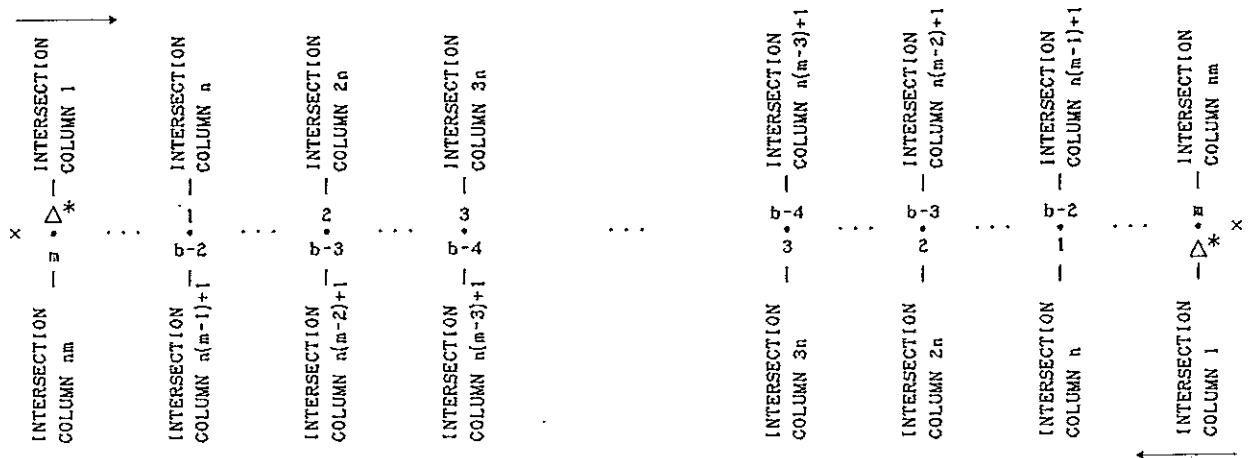 INTERSECTION
COLUMN 1
INTERSECTION
COLUMN n
INTERSECTION
COLUMN 2n
INTERSECTION
COLUMN 3n
INTERSECTION
COLUMN n(m-3)+1
INTERSECTION
COLUMN n(m-2)+1
INTERSECTION
COLUMN n(m-1)+1
INTERSECTION
COLUMN nm
× △* ... 1 ... 2 ... 3 ... b-4 ... b-3 ... b-2 ...
b-2 b-3 b-4 3 2 1 △* ×
INTERSECTION
COLUMN nm
INTERSECTION
COLUMN n(m-1)+1
INTERSECTION
COLUMN n(m-2)+1
INTERSECTION
COLUMN n(m-3)+1
INTERSECTION
COLUMN 3n
INTERSECTION
COLUMN 2n
INTERSECTION
COLUMN n
INTERSECTION
COLUMN 1